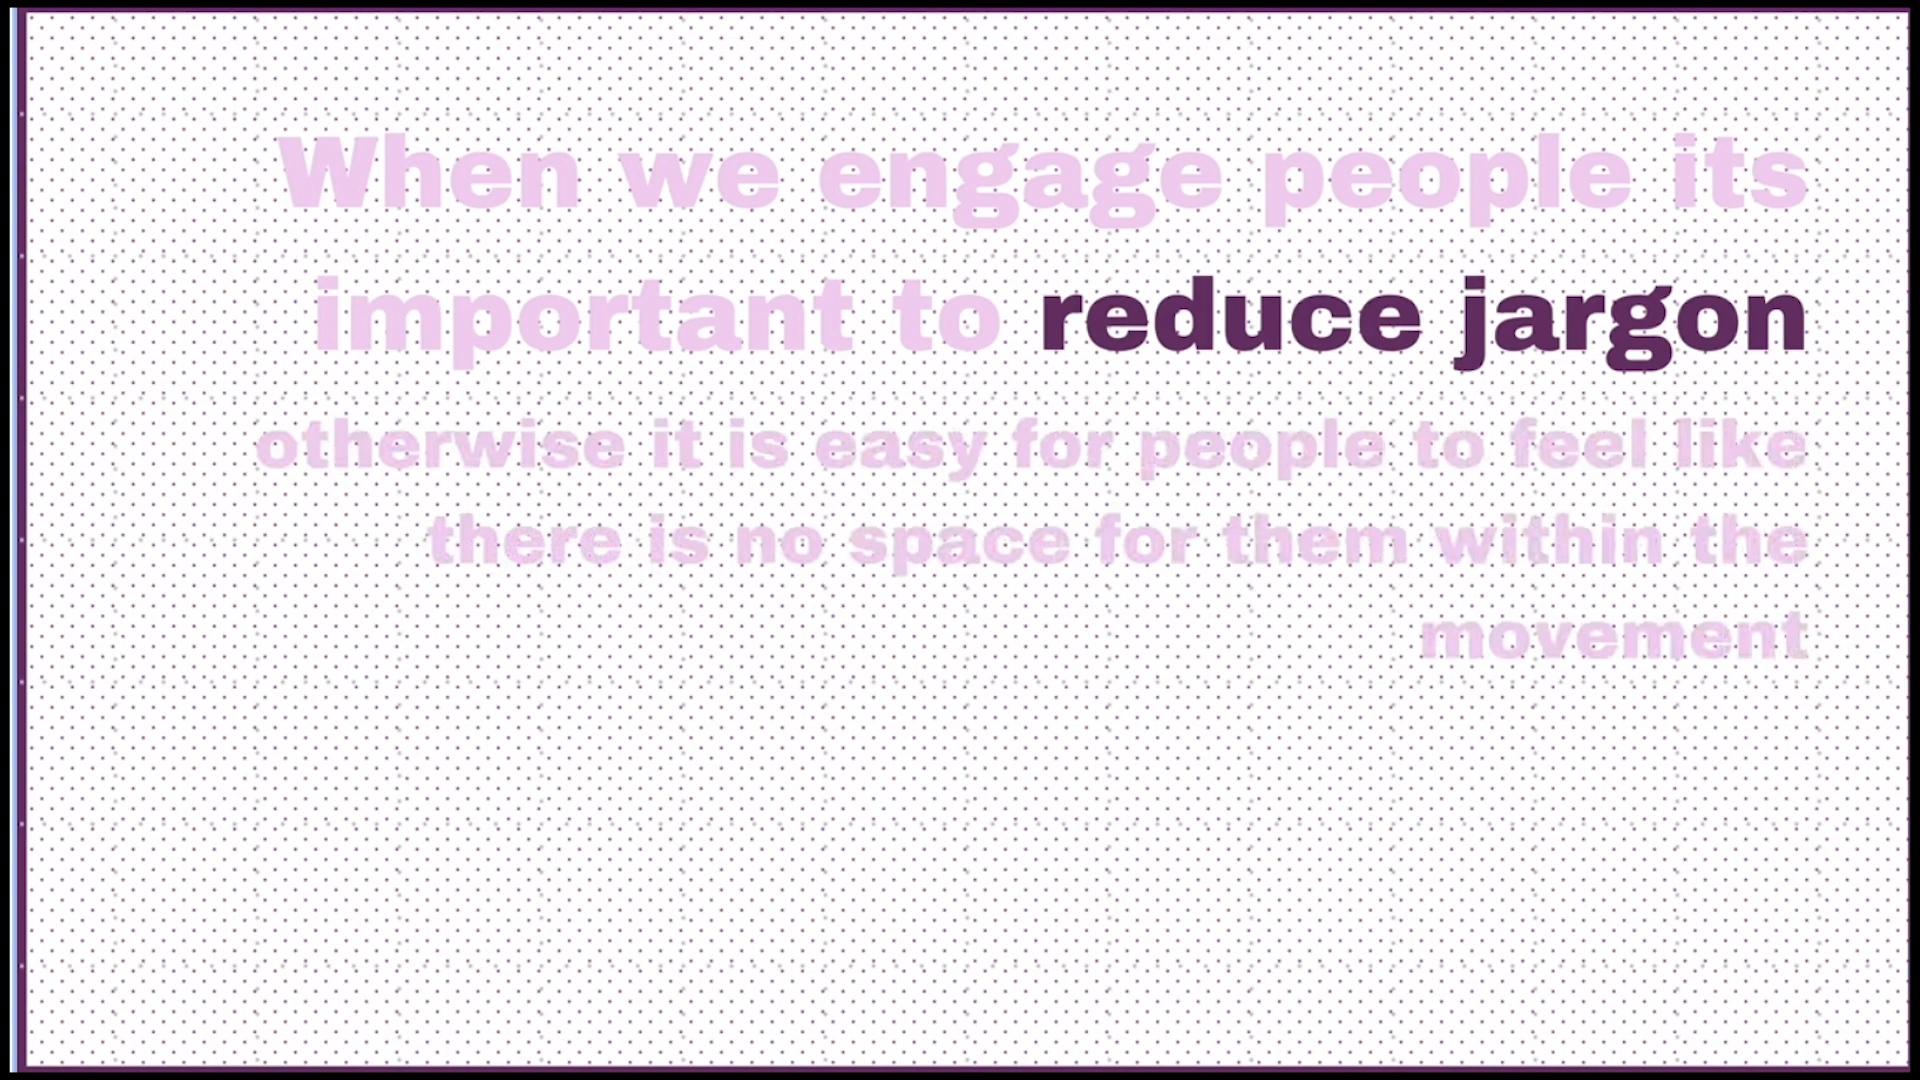 When we engage people its
important to reduce jargon
otherwise it is easy for people to feel like
there is no space for them within the
movement